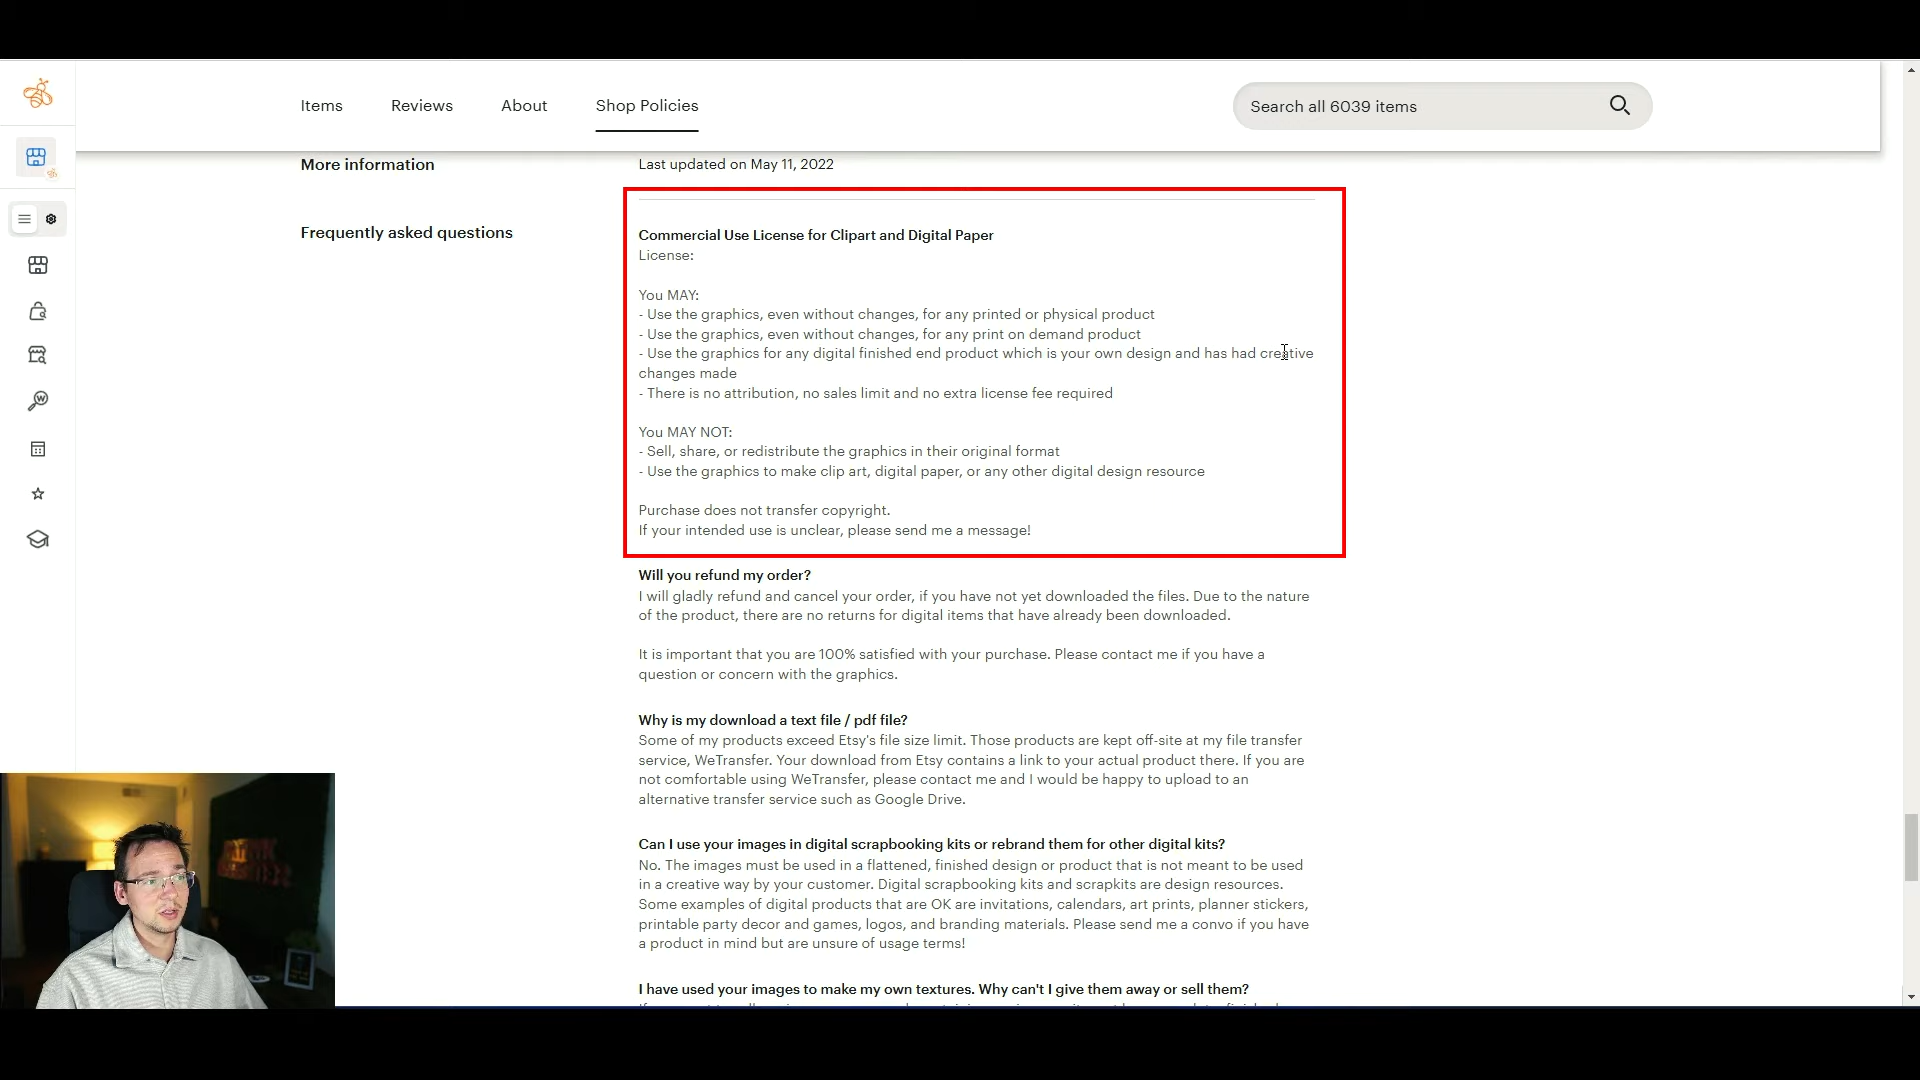 Items
Reviews
About
Shop Policies
Search all 6039 items
More information
Last updated on May 11, 2022
Frequently asked questions
Commercial Use License for Clipart and Digital Paper
License:
You MAY:
- Use the graphics, even without changes, for any printed or physical product
- Use the graphics, even without changes, for any print on demand product
- Use the graphics for any digital finished end product which is your own design and has had creative
changes made
- There is no attribution, no sales limit and no extra license fee required
You MAY NOT:
- Sell, share, or redistribute the graphics in their original format
- Use the graphics to make clip art, digital paper, or any other digital design resource
Purchase does not transfer copyright.
If your intended use is unclear, please send me a message!
Will you refund my order?
I will gladly refund and cancel your order, if you have not yet downloaded the files. Due to the nature
of the product, there are no returns for digital items that have already been downloaded.
It is important that you are 100% satisfied with your purchase. Please contact me if you have a
question or concern with the graphics.
Why is my download a text file / pdf file?
Some of my products exceed Etsy's file size limit. Those products are kept off-site at my file transfer
service, WeTransfer. Your download from Etsy contains a link to your actual product there. If you are
not comfortable using WeTransfer, please contact me and I would be happy to upload to an
alternative transfer service such as Google Drive.
Can I use your images in digital scrapbooking kits or rebrand them for other digital kits?
No. The images must be used in a flattened, finished design or product that is not meant to be used
in a creative way by your customer. Digital scrapbooking kits and scrapkits are design resources.
Some examples of digital products that are OK are invitations, calendars, art prints, planner stickers,
printable party decor and games, logos, and branding materials. Please send me a convo if you have
a product in mind but are unsure of usage terms!
I have used your images to make my own textures. Why can't I give them away or sell them?